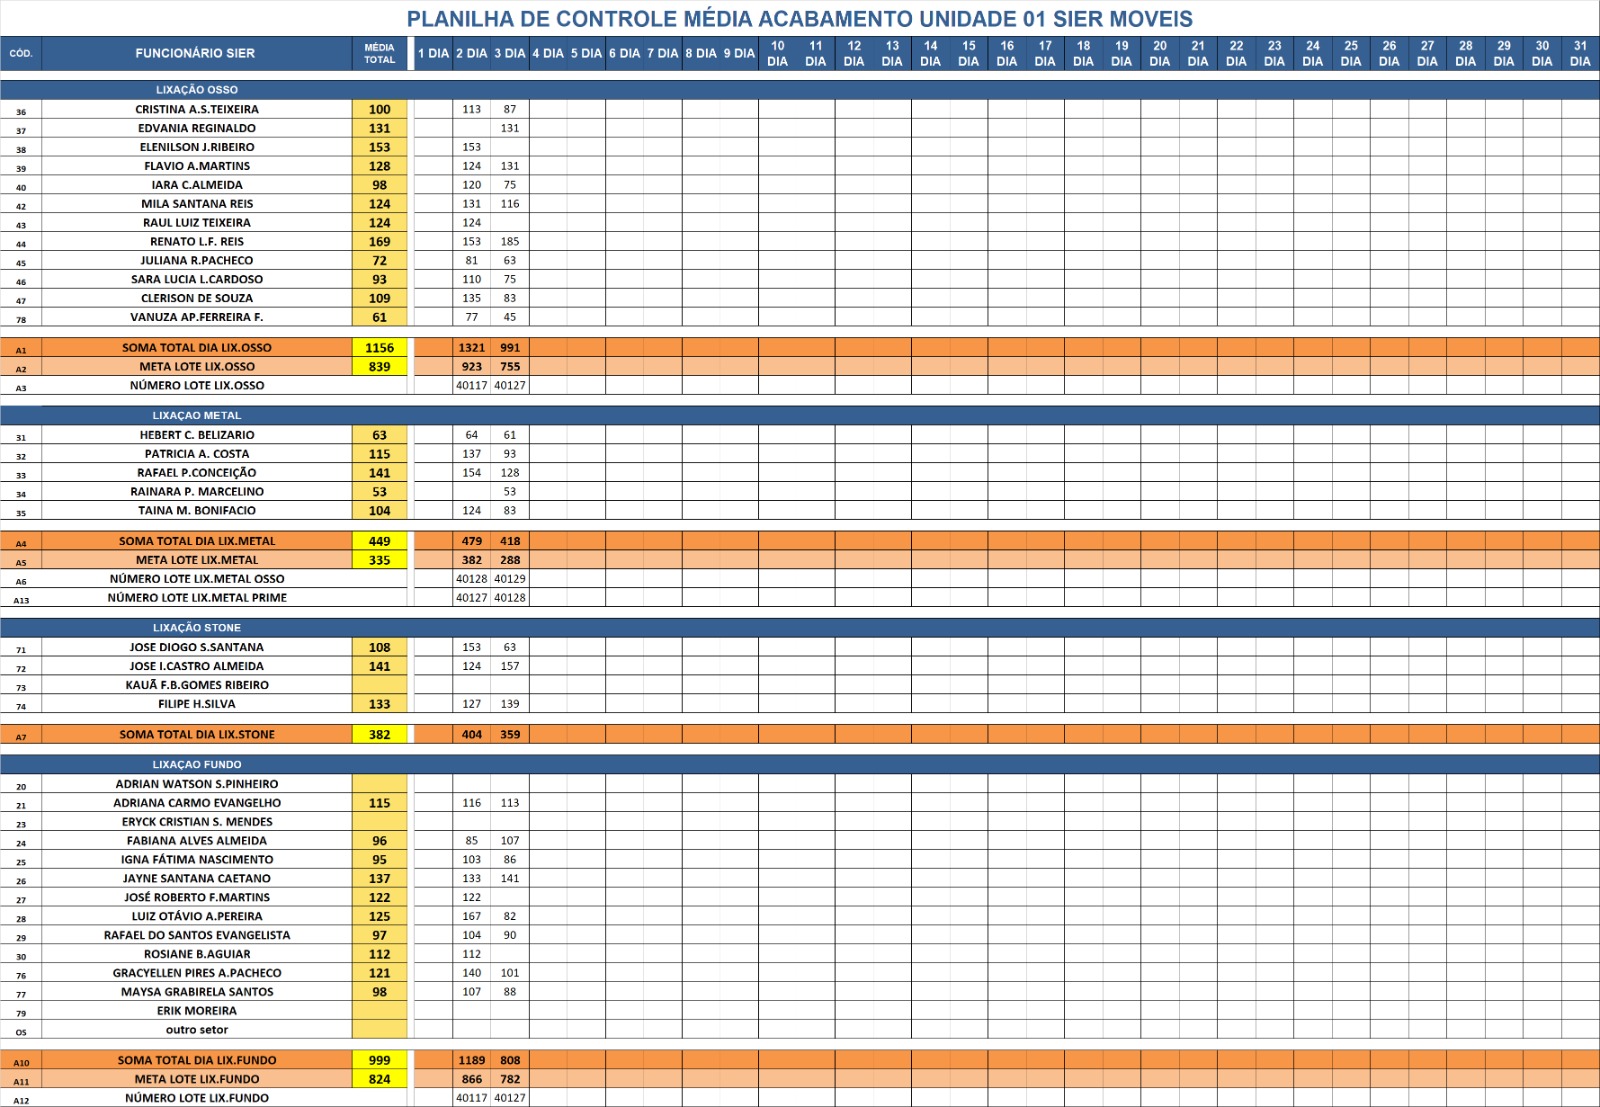 PLANILHA DE CONTROLE MÉDIA ACABAMENTO UNIDADE 01 SIER MOVEIS
CÓD. FUNCIONÁRIO SIER MÉDIA TOTAL 1 DIA 2 DIA 3 DIA 4 DIA 5 DIA 6 DIA 7 DIA 8 DIA 9 DIA 10 DIA 11 DIA 12 DIA 13 DIA 14 DIA 15 DIA 16 DIA 17 DIA 18 DIA 19 DIA 20 DIA 21 DIA 22 DIA 23 DIA 24 DIA 25 DIA 26 DIA 27 DIA 28 DIA 29 DIA 30 DIA 31 DIA
LIXAÇÃO OSSO
36 CRISTINA A.S.TEIXEIRA 100 113 87
37 EDVANIA REGINALDO 131 131
38 ELENILSON J.RIBEIRO 153 153
39 FLAVIO A.MARTINS 128 124 131
40 IARA C.ALMEIDA 98 120 75
42 MILA SANTANA REIS 124 131 116
43 RAUL LUIZ TEIXEIRA 124 124
44 RENATO L.F. REIS 169 153 185
45 JULIANA R.PACHECO 72 81 63
46 SARA LUCIA L.CARDOSO 93 110 75
47 CLERISON DE SOUZA 109 135 83
78 VANUZA AP.FERREIRA F. 61 77 45
A1 SOMA TOTAL DIA LIX.OSSO 1156 1321 991
A2 META LOTE LIX.OSSO 839 923 755
A3 NÚMERO LOTE LIX.OSSO 40117 40127
LIXAÇAO METAL
31 HEBERT C. BELIZARIO 63 64 61
32 PATRICIA A. COSTA 115 137 93
33 RAFAEL P.CONCEIÇÃO 141 154 128
34 RAINARA P. MARCELINO 53 53
35 TAINA M. BONIFACIO 104 124 83
A4 SOMA TOTAL DIA LIX.METAL 449 479 418
A5 META LOTE LIX.METAL 335 382 288
A6 NÚMERO LOTE LIX.METAL OSSO 40128 40129
A13 NÚMERO LOTE LIX.METAL PRIME 40127 40128
LIXAÇÃO STONE
71 JOSE DIOGO S.SANTANA 108 153 63
72 JOSE I.CASTRO ALMEIDA 141 124 157
73 KAUÃ F.B.GOMES RIBEIRO
74 FILIPE H.SILVA 133 127 139
A7 SOMA TOTAL DIA LIX.STONE 382 404 359
LIXAÇAO FUNDO
20 ADRIAN WATSON S.PINHEIRO
21 ADRIANA CARMO EVANGELHO 115 116 113
23 ERYCK CRISTIAN S. MENDES
24 FABIANA ALVES ALMEIDA 96 85 107
25 IGNA FÁTIMA NASCIMENTO 95 103 86
26 JAYNE SANTANA CAETANO 137 133 141
27 JOSÉ ROBERTO F.MARTINS 122 122
28 LUIZ OTÁVIO A.PEREIRA 125 167 82
29 RAFAEL DO SANTOS EVANGELISTA 97 104 90
30 ROSIANE B.AGUIAR 112 112
76 GRACYELLEN PIRES A.PACHECO 121 140 101
77 MAYSA GRABIRELA SANTOS 98 107 88
79 ERIK MOREIRA
OS outro setor
A10 SOMA TOTAL DIA LIX.FUNDO 999 1189 808
A11 META LOTE LIX.FUNDO 824 866 782
A12 NÚMERO LOTE LIX.FUNDO 40117 40127